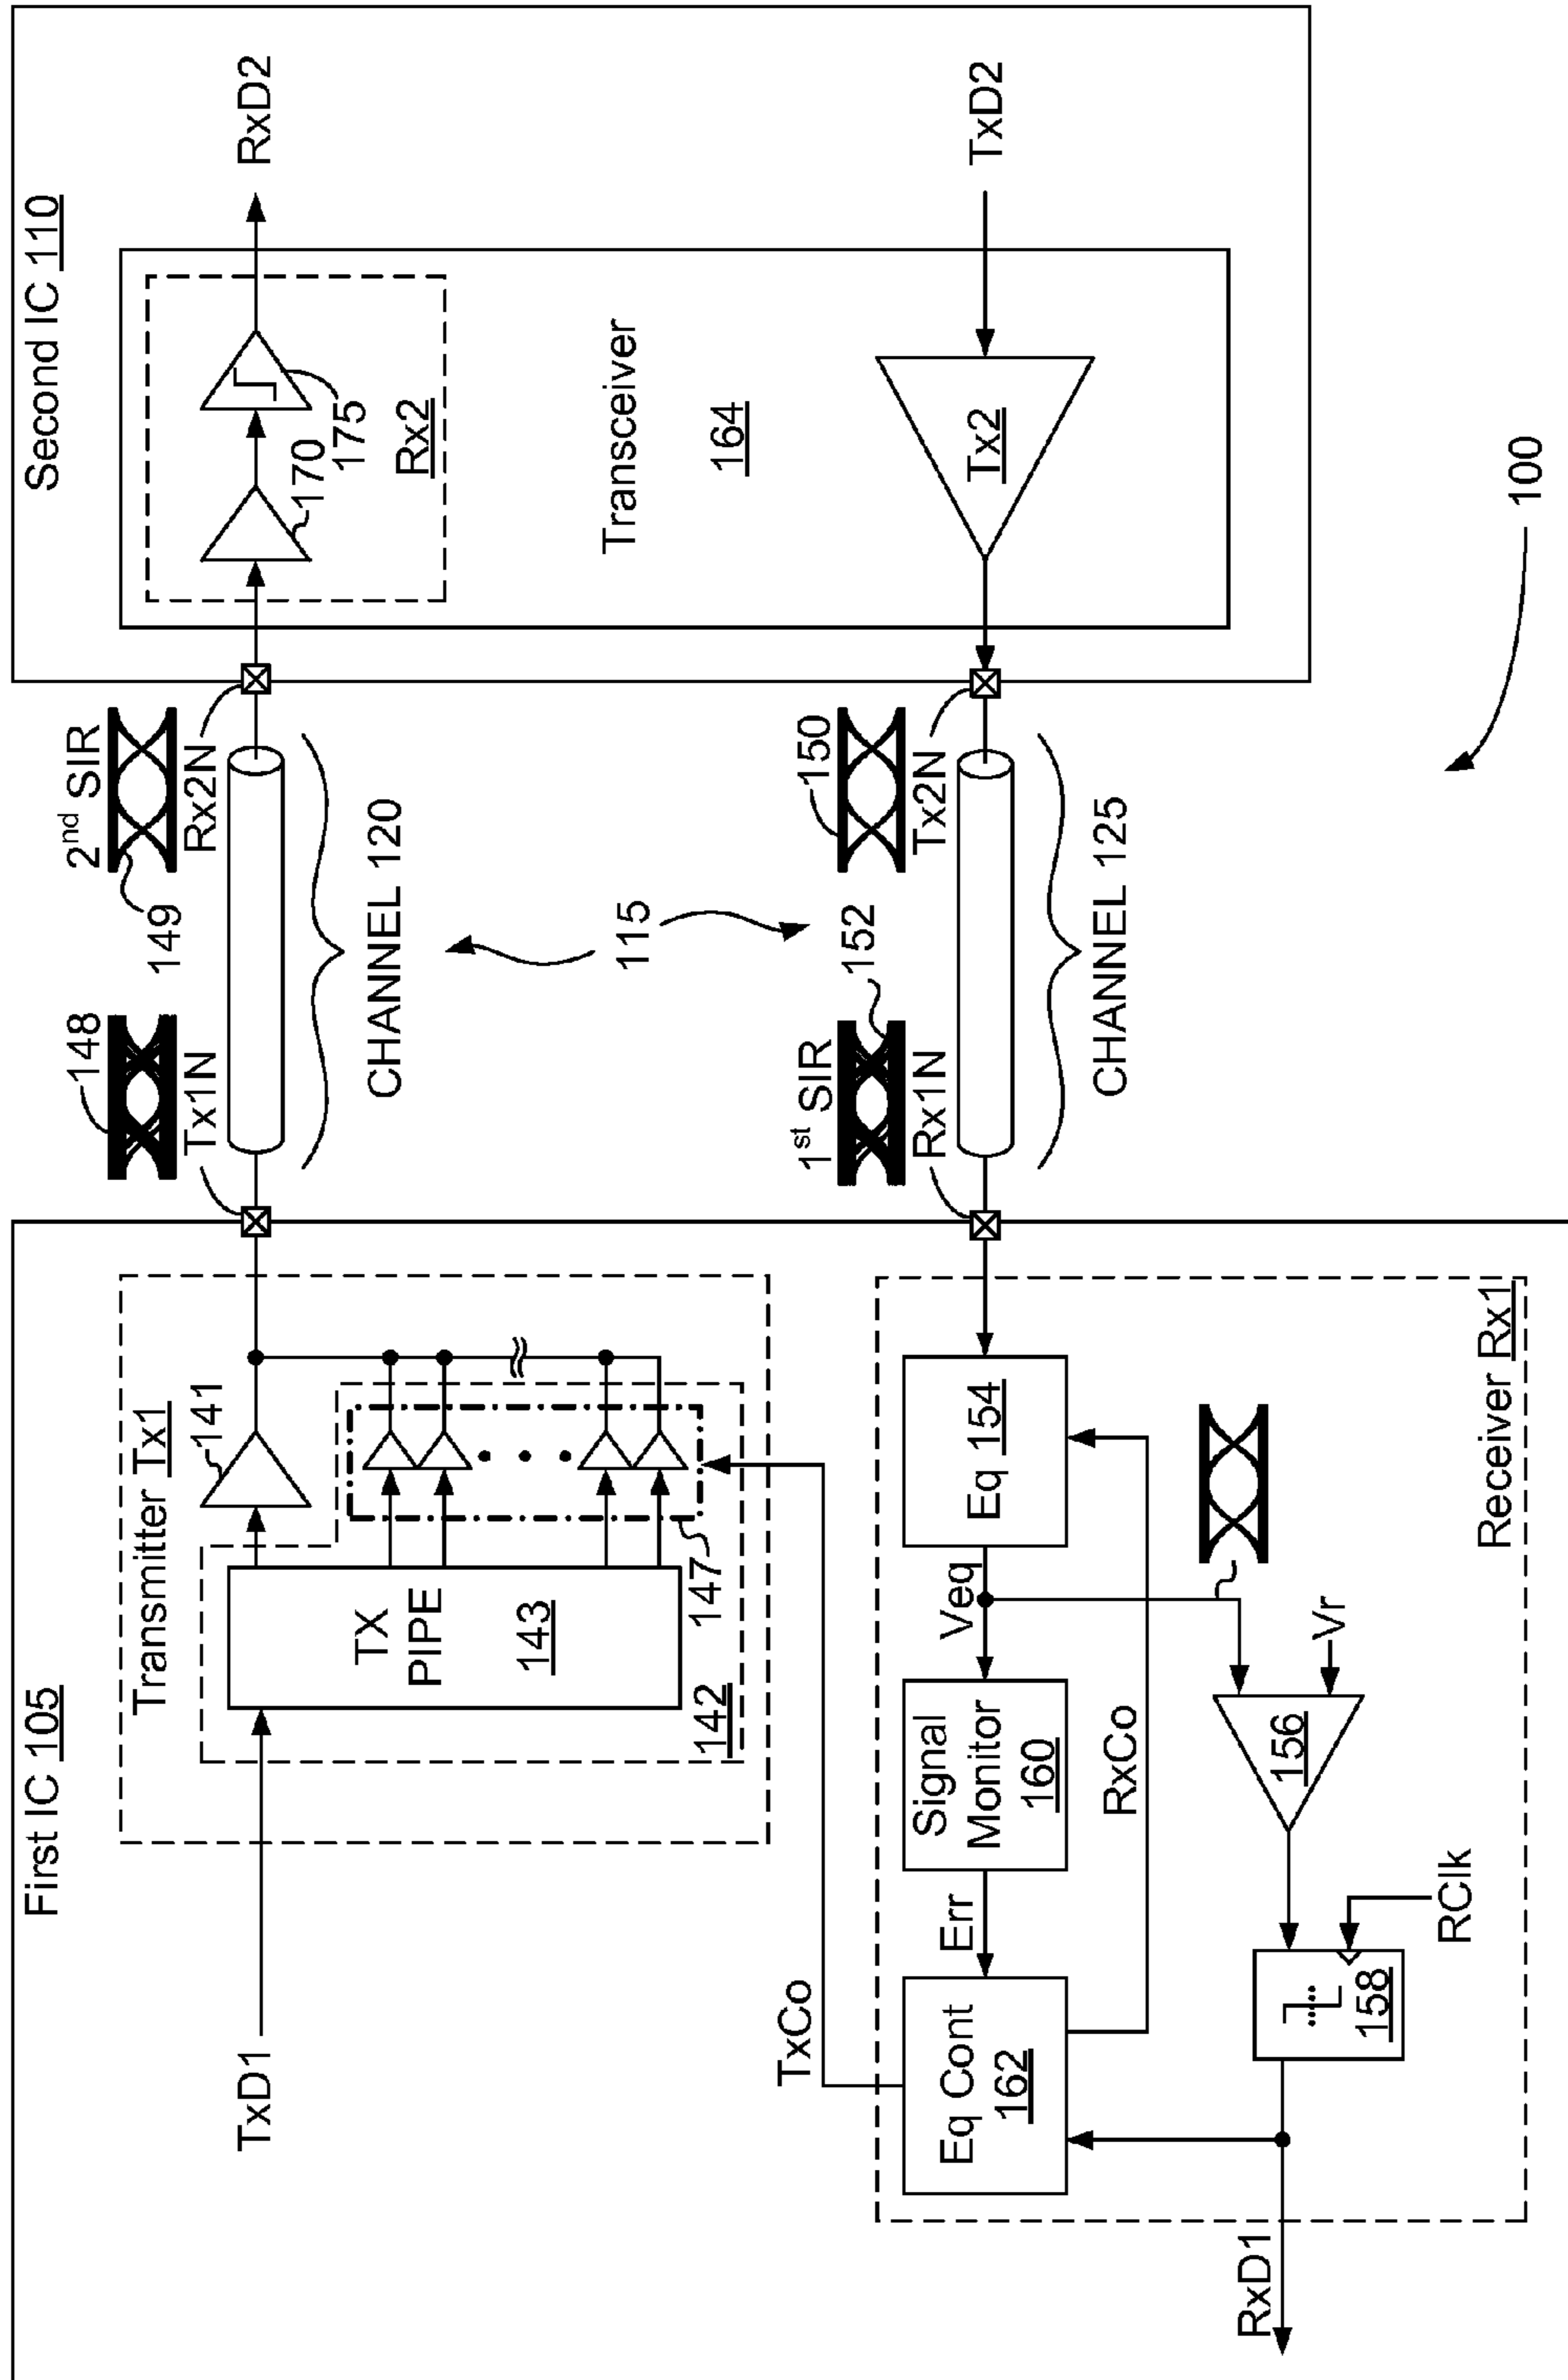 First IC 105
Second IC 110
Transmitter Tx1
TxD1
TX
PIPE
143
142
147
141
148
Tx1N
CHANNEL 120
2nd SIR
149
Rx2N
170
175
Rx2
RxD2
Transceiver
164
115
TxCo
Receiver Rx1
Eq Cont
162
Err
Signal
Monitor
160
Veq
Eq 154
RxCo
1st SIR
152
Rx1N
CHANNEL 125
150
Tx2N
Tx2
TxD2
RxD1
158
RClk
156
Vr
100